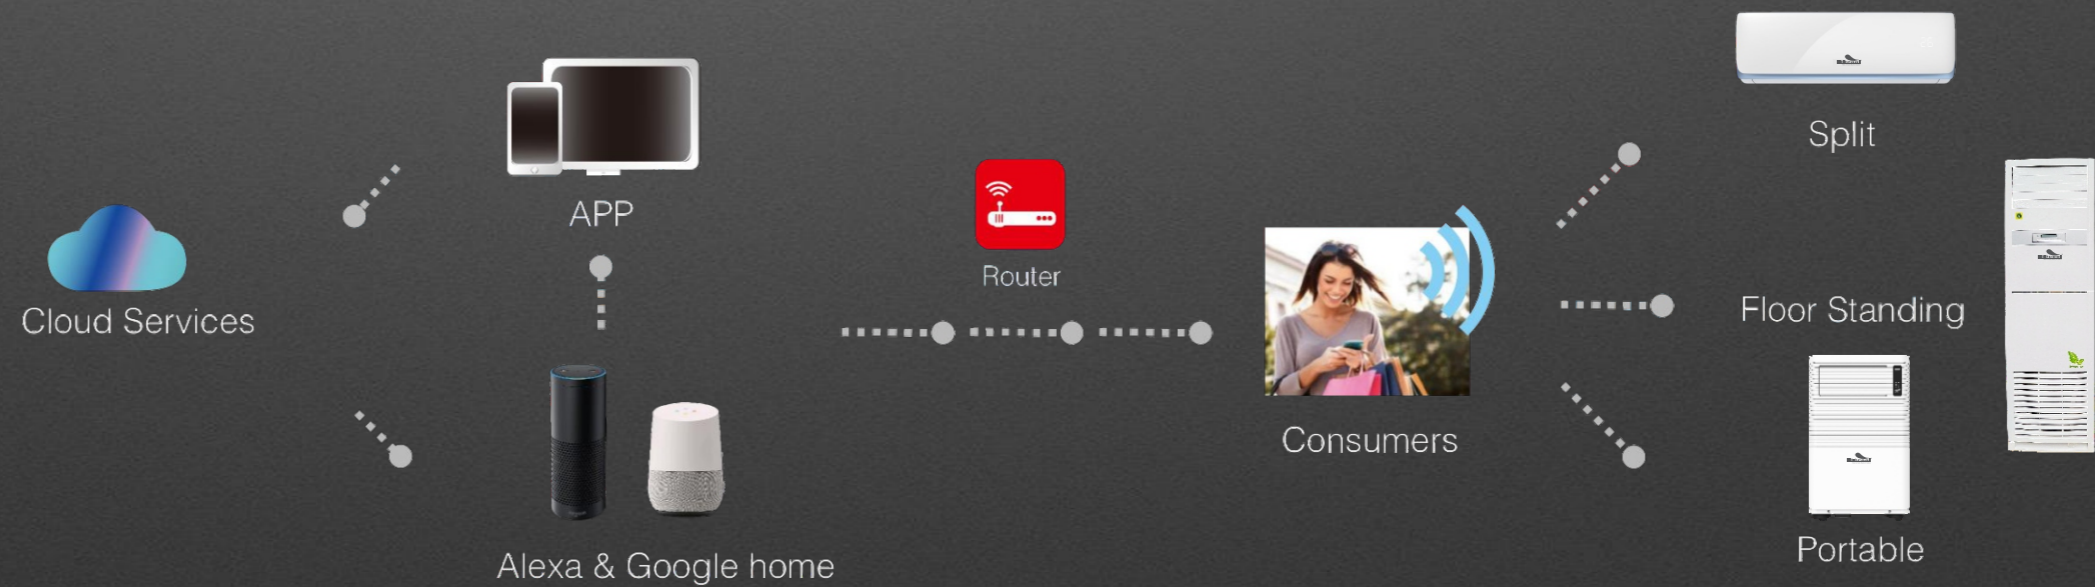 Split
APP
Router
Cloud Services
Floor Standing
Consumers
Portable
Alexa & Google home